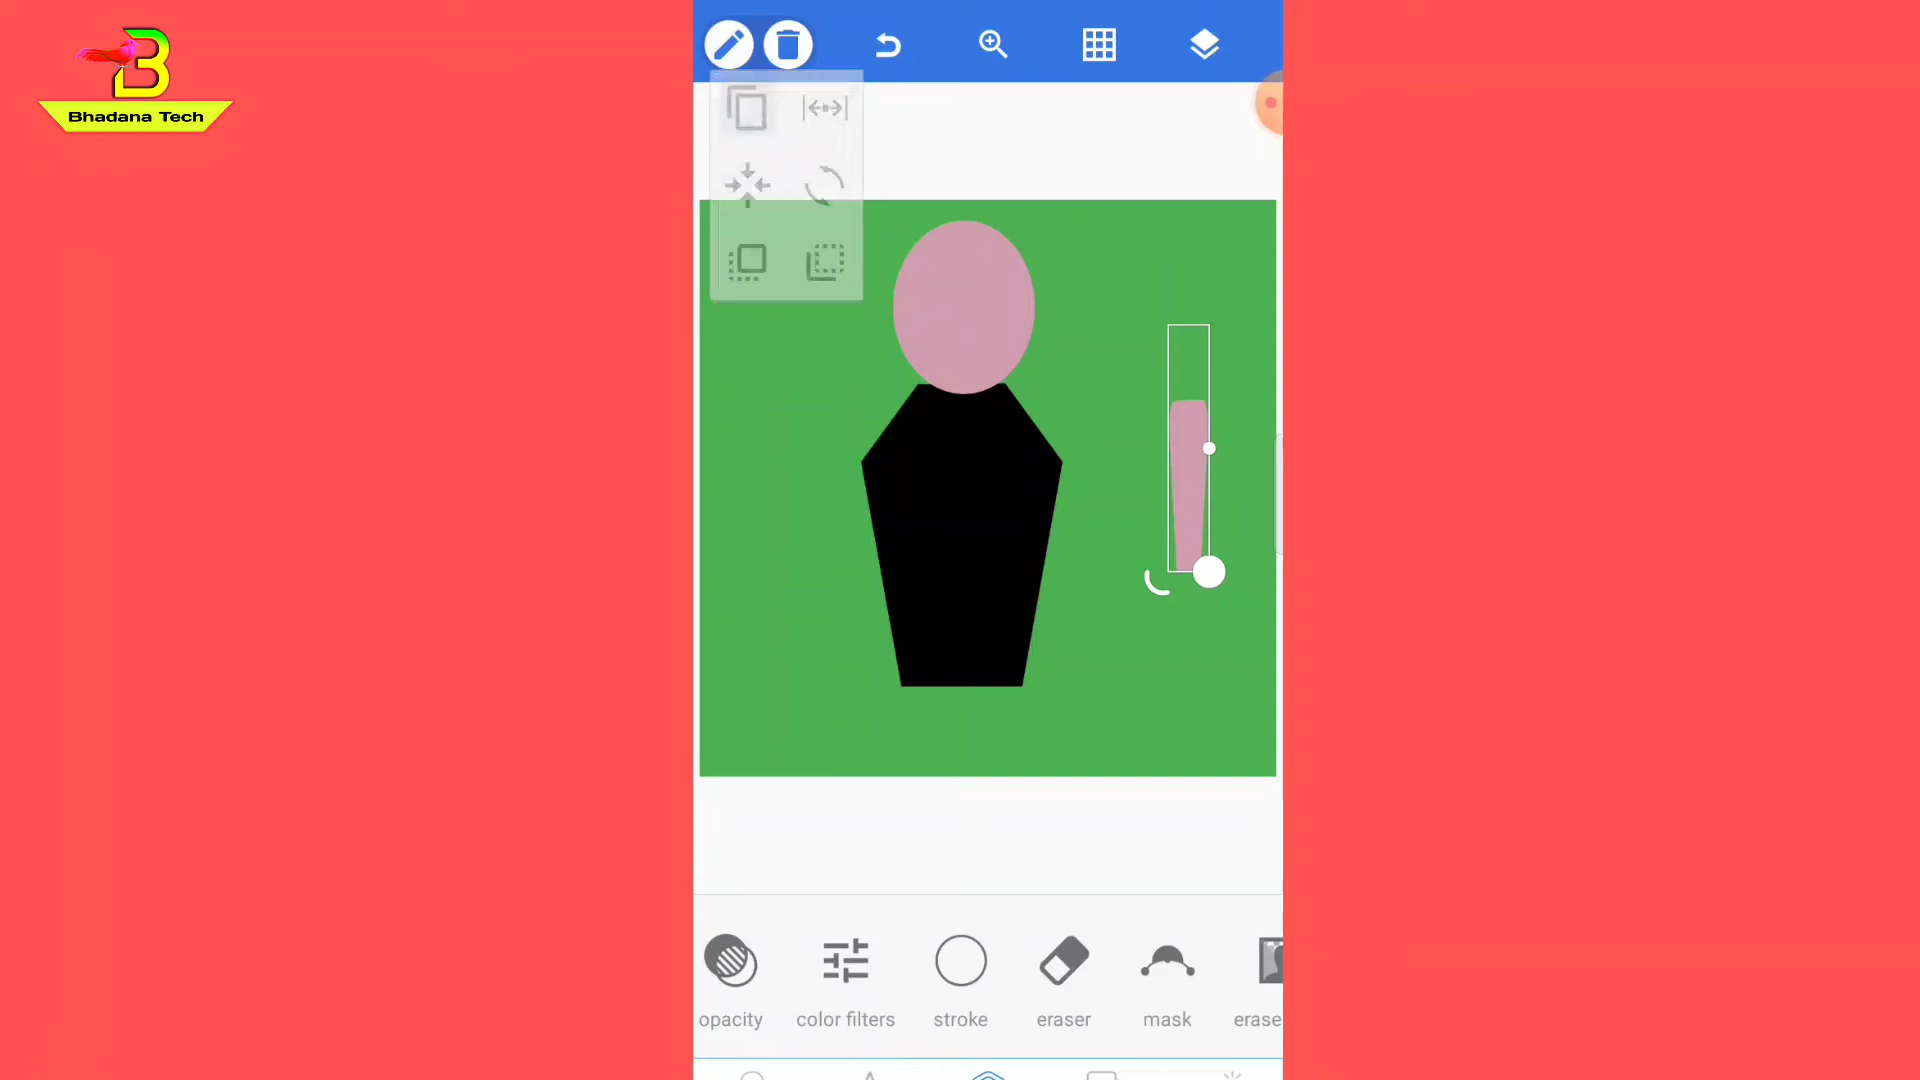 B
Bhadana Tech
opacity
color filters
stroke
eraser
mask
erase